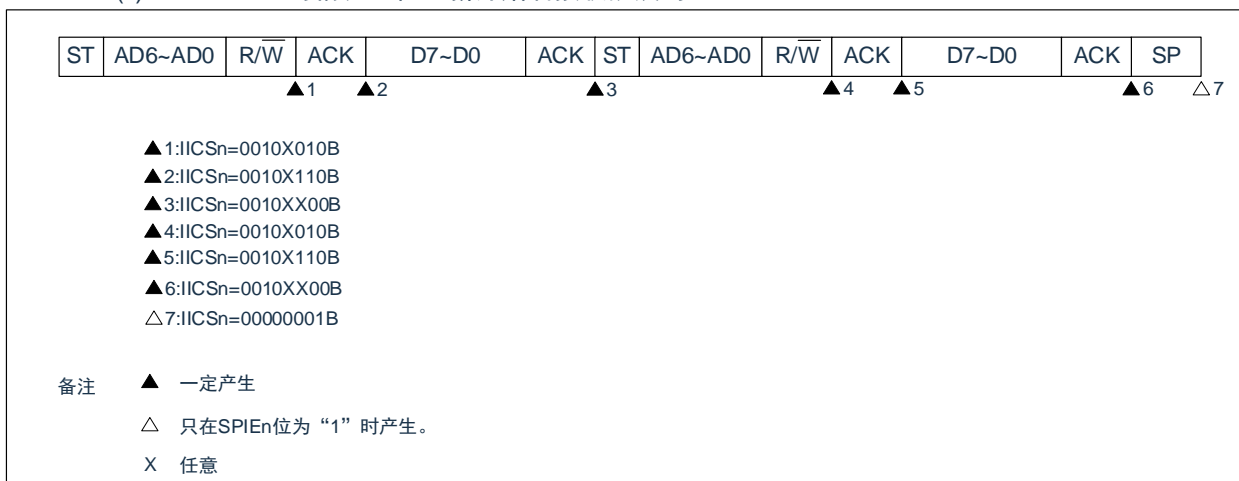 ST AD6~AD0 R/W ACK D7~D0 ACK ST AD6~AD0 R/W ACK D7~D0 ACK SP
▲1 ▲2 ▲3 ▲4 ▲5 ▲6 △7
▲1:IICSn=0010X010B
▲2:IICSn=0010X110B
▲3:IICSn=0010XX00B
▲4:IICSn=0010X010B
▲5:IICSn=0010X110B
▲6:IICSn=0010XX00B
△7:IICSn=00000001B
备注 ▲ 一定产生
△ 只在SPIEn位为“1”时产生。
X 任意